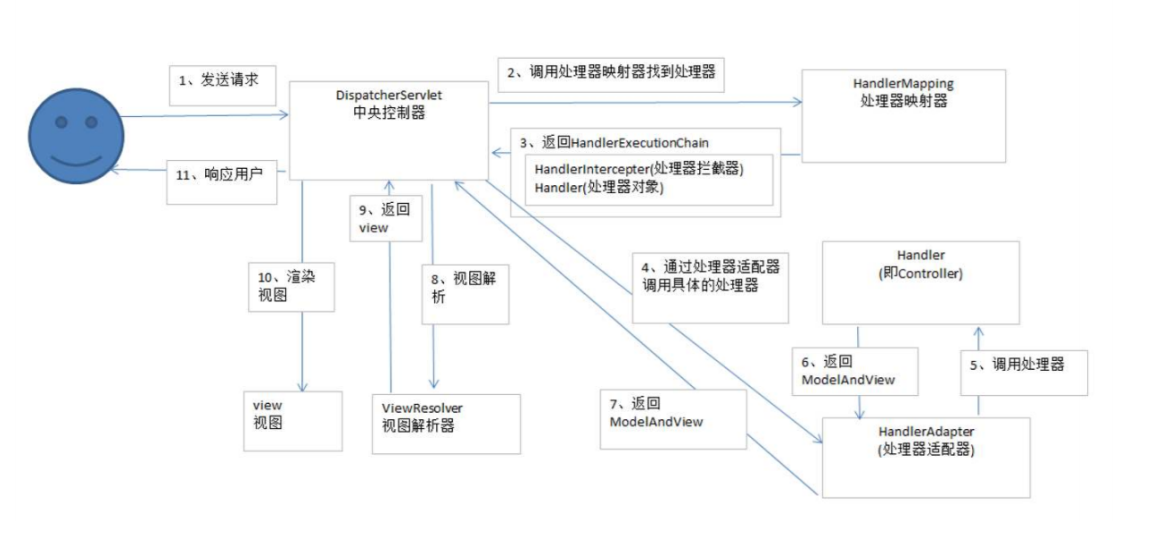 1、发送请求
DispatcherServlet
中央控制器
2、调用处理器映射器找到处理器
HandlerMapping
处理器映射器
3、返回HandlerExecutionChain
HandlerIntercepter(处理器拦截器)
Handler(处理器对象)
11、响应用户
9、返回
view
10、渲染
视图
8、视图解
析
4、通过处理器适配器
调用具体的处理器
Handler
(即Controller)
6、返回
ModelAndView
5、调用处理器
view
视图
ViewResolver
视图解析器
7、返回
ModelAndView
HandlerAdapter
(处理器适配器)